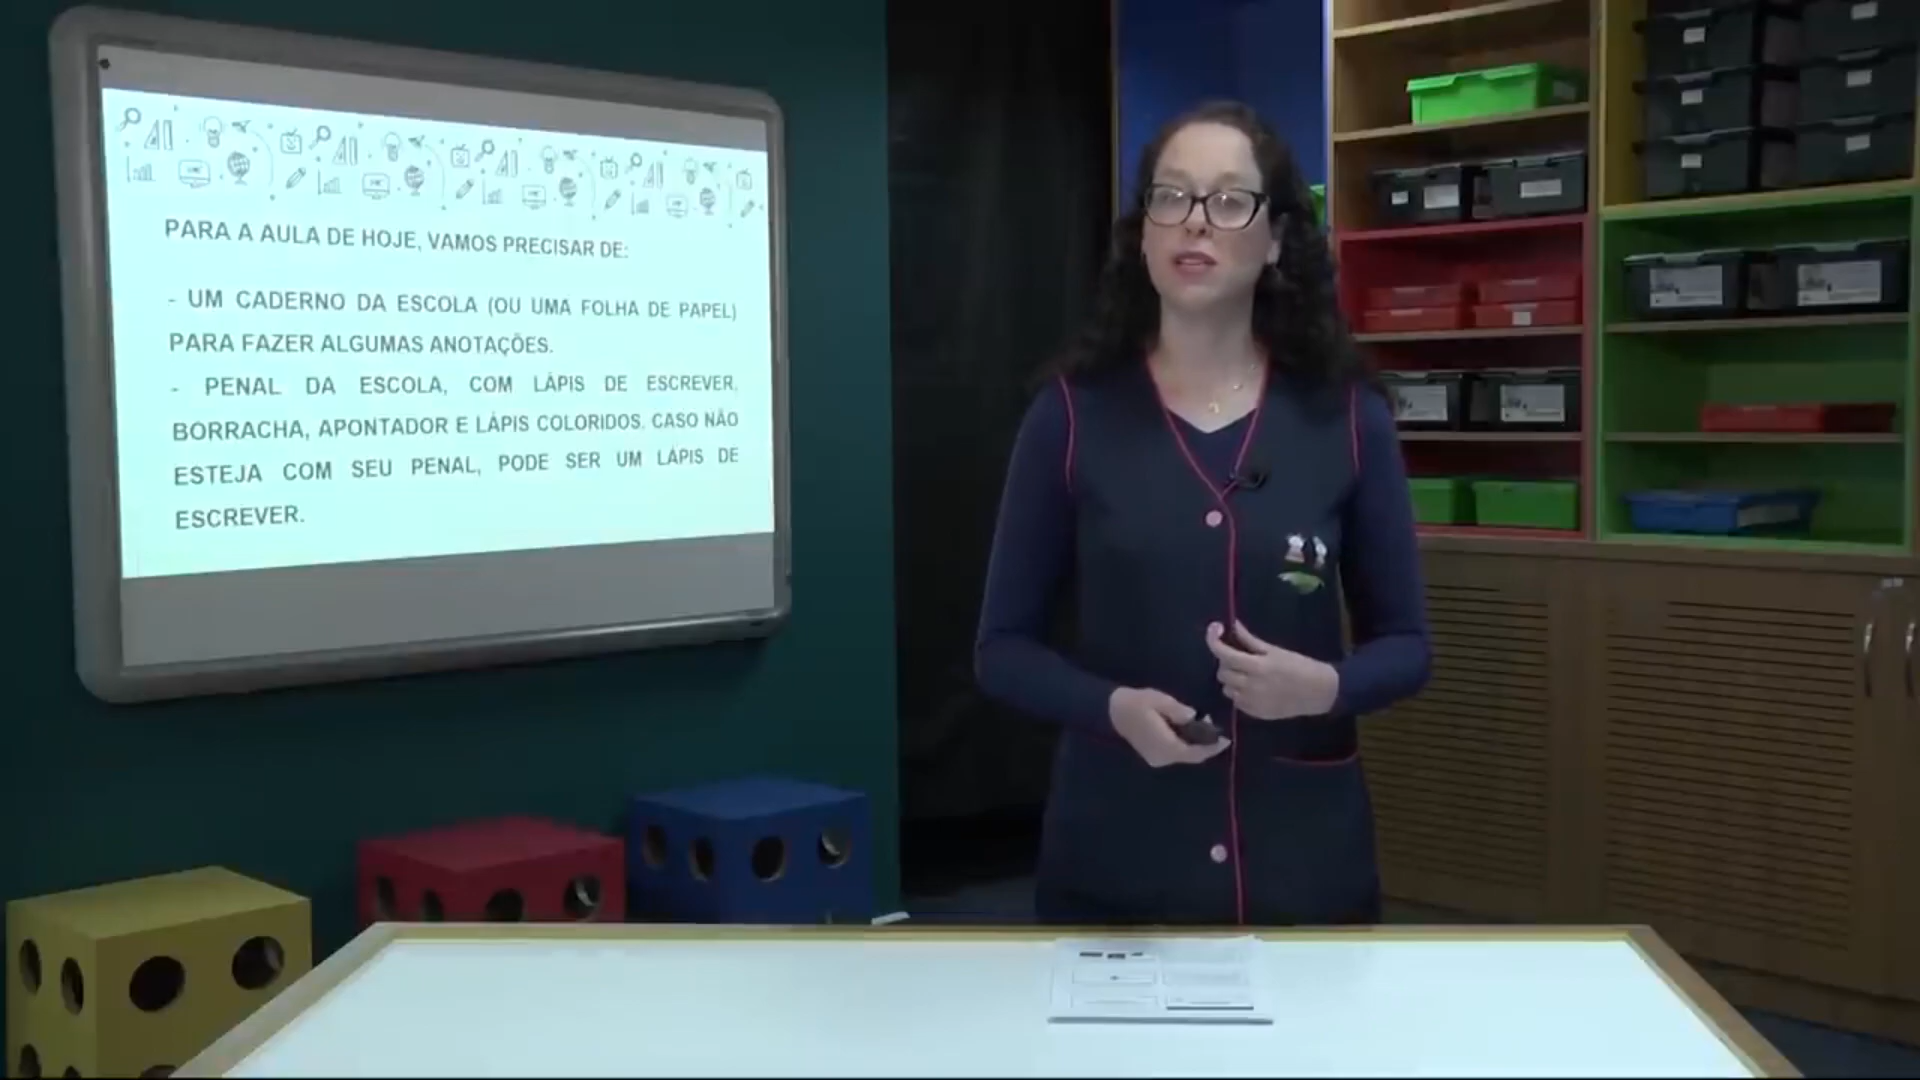 PARA A AULA DE HOJE, VAMOS PRECISAR DE:
- UM CADERNO DA ESCOLA (OU UMA FOLHA DE PAPEL)
PARA FAZER ALGUMAS ANOTAÇÕES.
- PENAL DA ESCOLA, COM LÁPIS DE ESCREVER,
BORRACHA, APONTADOR E LÁPIS COLORIDOS. CASO NÃO
ESTEJA COM SEU PENAL, PODE SER UM LÁPIS DE
ESCREVER.